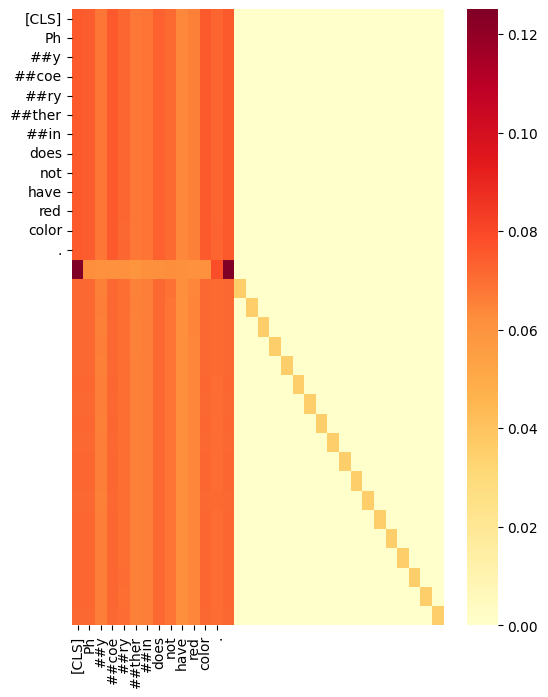 [CLS]
Ph
##y
##coe
##ry
##ther
##in
does
not
have
red
color
.
0.12
0.10
0.08
0.06
0.04
0.02
0.00
[CLS]
Ph
##y
##coe
##ry
##ther
##in
does
not
have
red
color
.